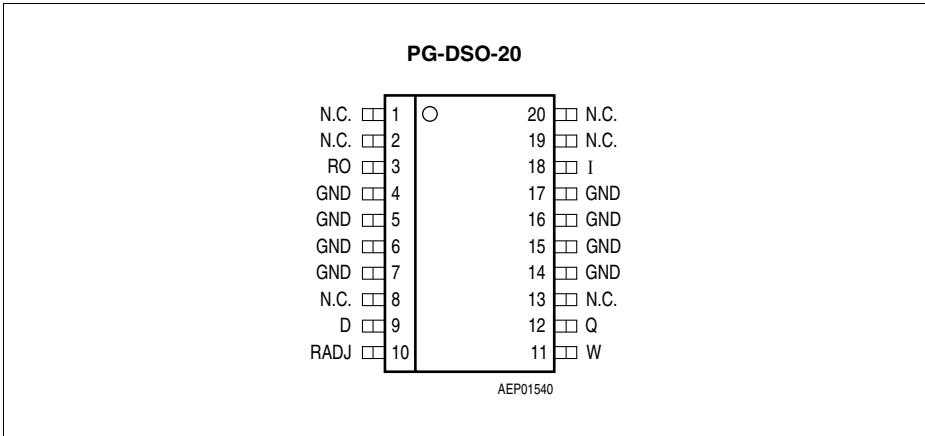 PG-DSO-20
N.C. 1 20 N.C.
N.C. 2 19 N.C.
RO 3 18 I
GND 4 17 GND
GND 5 16 GND
GND 6 15 GND
GND 7 14 GND
N.C. 8 13 N.C.
D 9 12 Q
RADJ 10 11 W
AEP01540